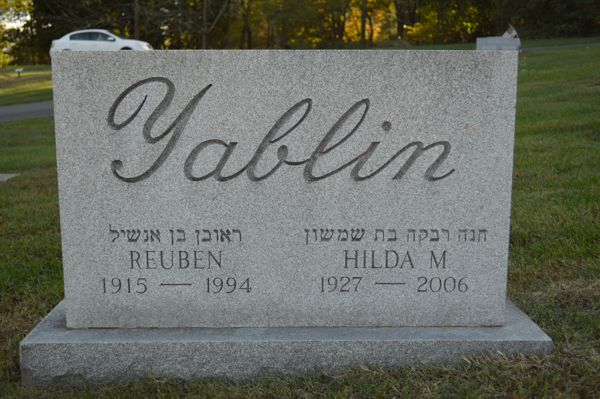 Yablin
ראובן בן אנשיל
REUBEN
1915 — 1994
חנה רבקה בת שמשון
HILDA M.
1927 — 2006